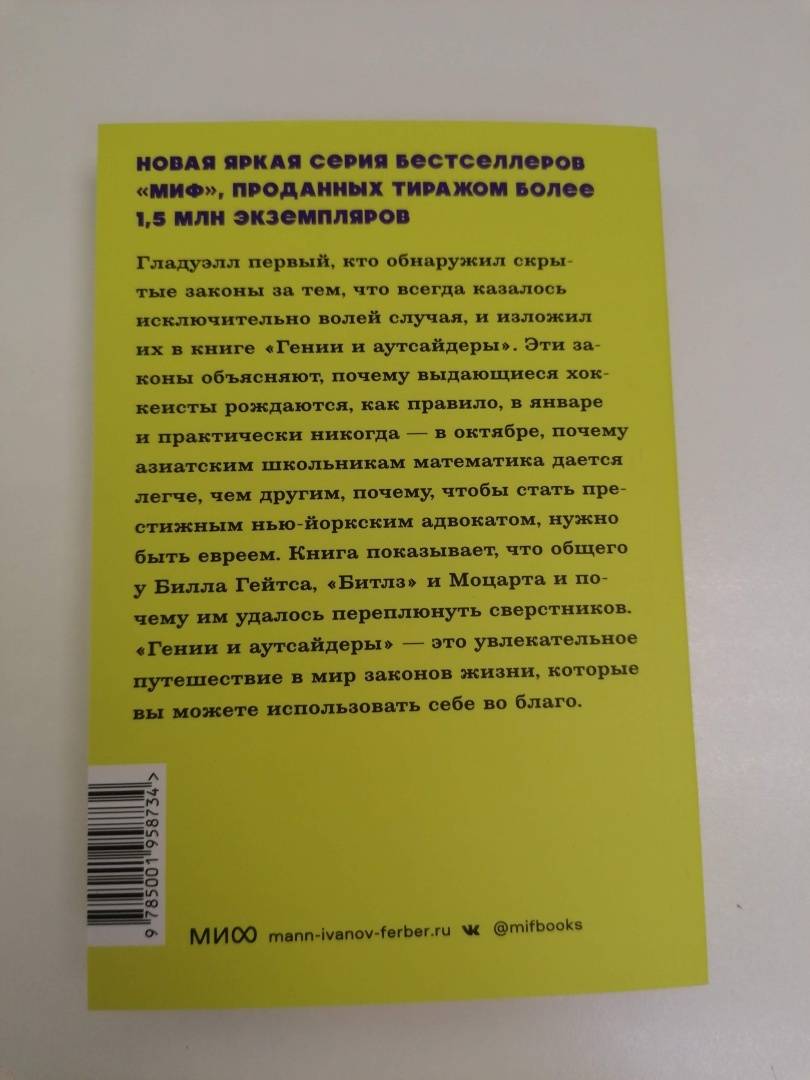 НОВАЯ ЯРКАЯ СЕРИЯ БЕСТСЕЛЛЕРОВ
«МИФ», ПРОДАННЫХ ТИРАЖОМ БОЛЕЕ
1,5 МЛН ЭКЗЕМПЛЯРОВ
Гладуэлл первый, кто обнаружил скры-
тые законы за тем, что всегда казалось
исключительно волей случая, и изложил
их в книге «Гении и аутсайдеры». Эти за-
коны объясняют, почему выдающиеся хок-
кеисты рождаются, как правило, в январе
и практически никогда — в октябре, почему
азиатским школьникам математика дается
легче, чем другим, почему, чтобы стать пре-
стижным нью-йоркским адвокатом, нужно
быть евреем. Книга показывает, что общего
у Билла Гейтса, «Битлз» и Моцарта и по-
чему им удалось переплюнуть сверстников.
«Гении и аутсайдеры» — это увлекательное
путешествие в мир законов жизни, которые
вы можете использовать себе во благо.
9 785001 958734 >
МИФ mann-ivanov-ferber.ru @mifbooks